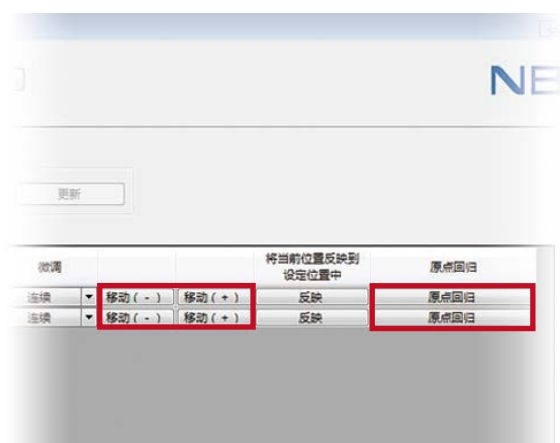 NE
更新
微调
将当前位置反映到
设定位置中
原点回归
连续 移动 ( - ) 移动 ( + ) 反映 原点回归
连续 移动 ( - ) 移动 ( + ) 反映 原点回归